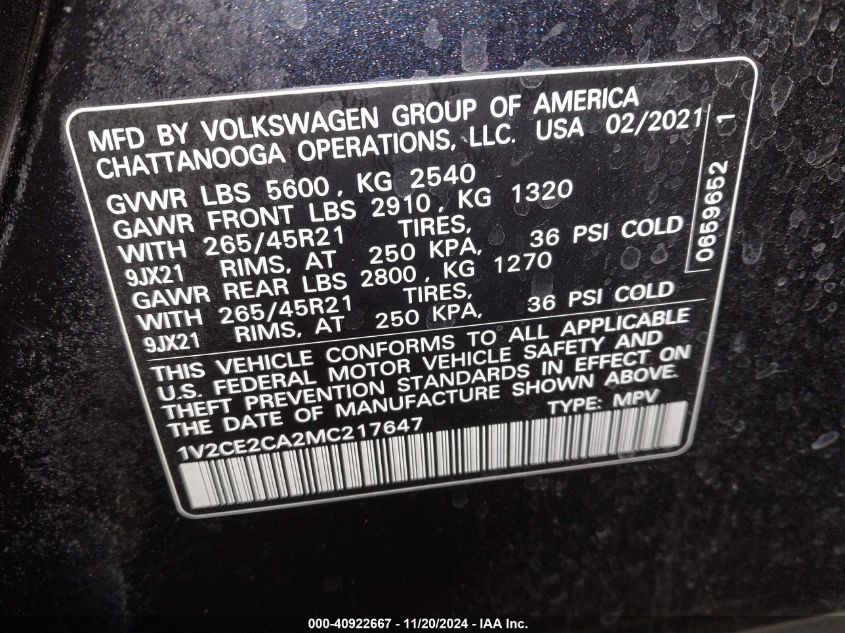 MFD BY VOLKSWAGEN GROUP OF AMERICA
CHATTANOOGA OPERATIONS, LLC. USA 02/2021
GVWR LBS 5600, KG 2540
GAWR FRONT LBS 2910, KG 1320
WITH 265/45R21 TIRES,
9JX21 RIMS, AT 250 KPA, 36 PSI COLD
GAWR REAR LBS 2800, KG 1270
WITH 265/45R21 TIRES,
9JX21 RIMS, AT 250 KPA, 36 PSI COLD
THIS VEHICLE CONFORMS TO ALL APPLICABLE
U.S. FEDERAL MOTOR VEHICLE SAFETY AND
THEFT PREVENTION STANDARDS IN EFFECT ON
THE DATE OF MANUFACTURE SHOWN ABOVE.
1V2CE2CA2MC217647 TYPE: MPV
0659652 1
000-40922667 - 11/20/2024 - IAA Inc.